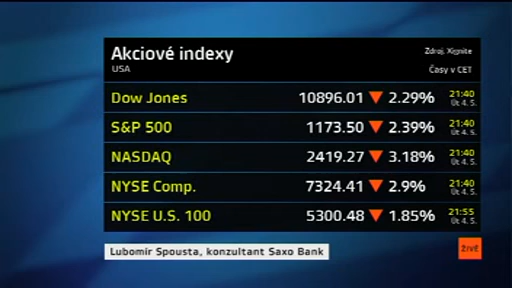 Akciové indexy
Zdroj: Xignite
USA
Časy v CET
Dow Jones 10896.01 ▼ 2.29% 21:40 Út 4. 5.
S&P 500 1173.50 ▼ 2.39% 21:40 Út 4. 5.
NASDAQ 2419.27 ▼ 3.18% 21:40 Út 4. 5.
NYSE Comp. 7324.41 ▼ 2.9% 21:40 Út 4. 5.
NYSE U.S. 100 5300.48 ▼ 1.85% 21:55 Út 4. 5.
Lubomír Spousta, konzultant Saxo Bank
ŽIVĚ